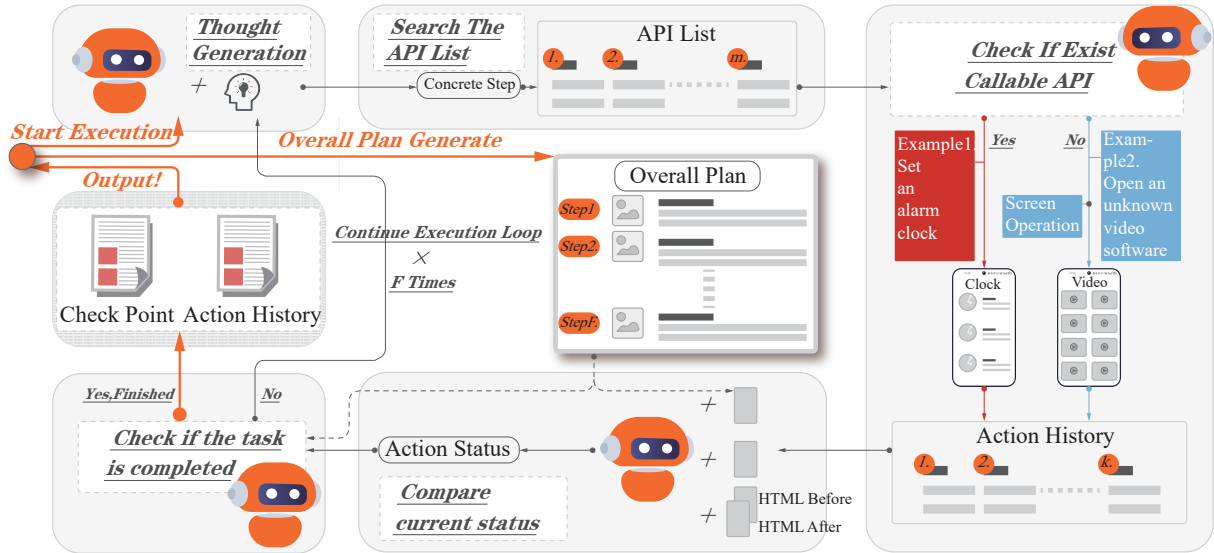 Thought
Generation
+
Search The
API List
Concrete Step
API List
1.
2.
m.
Check If Exist
Callable API
Start Execution
Overall Plan Generate
Output!
Yes
No
Example1.
Set
an
alarm
clock
Exam-
ple2.
Open an
unknown
video
software
Screen
Operation
Overall Plan
Step1
Step2.
StepF.
Continue Execution Loop
×
F Times
Check Point
Action History
Clock
Video
Yes,Finished
No
Check if the task
is completed
Action Status
Compare
current status
+
+
+
HTML Before
HTML After
Action History
1.
2.
k.